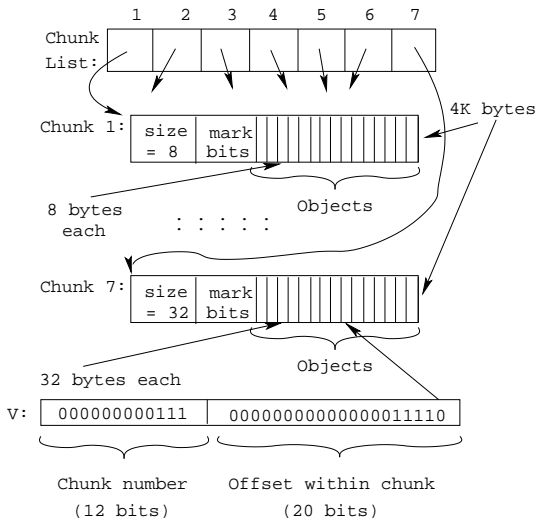 1 2 3 4 5 6 7
Chunk
List:
4K bytes
Chunk 1:
size
= 8
mark
bits
8 bytes
each
Objects
: : : : :
Chunk 7:
size
= 32
mark
bits
Objects
32 bytes each
V:
000000000111
00000000000000011110
Chunk number
(12 bits)
Offset within chunk
(20 bits)